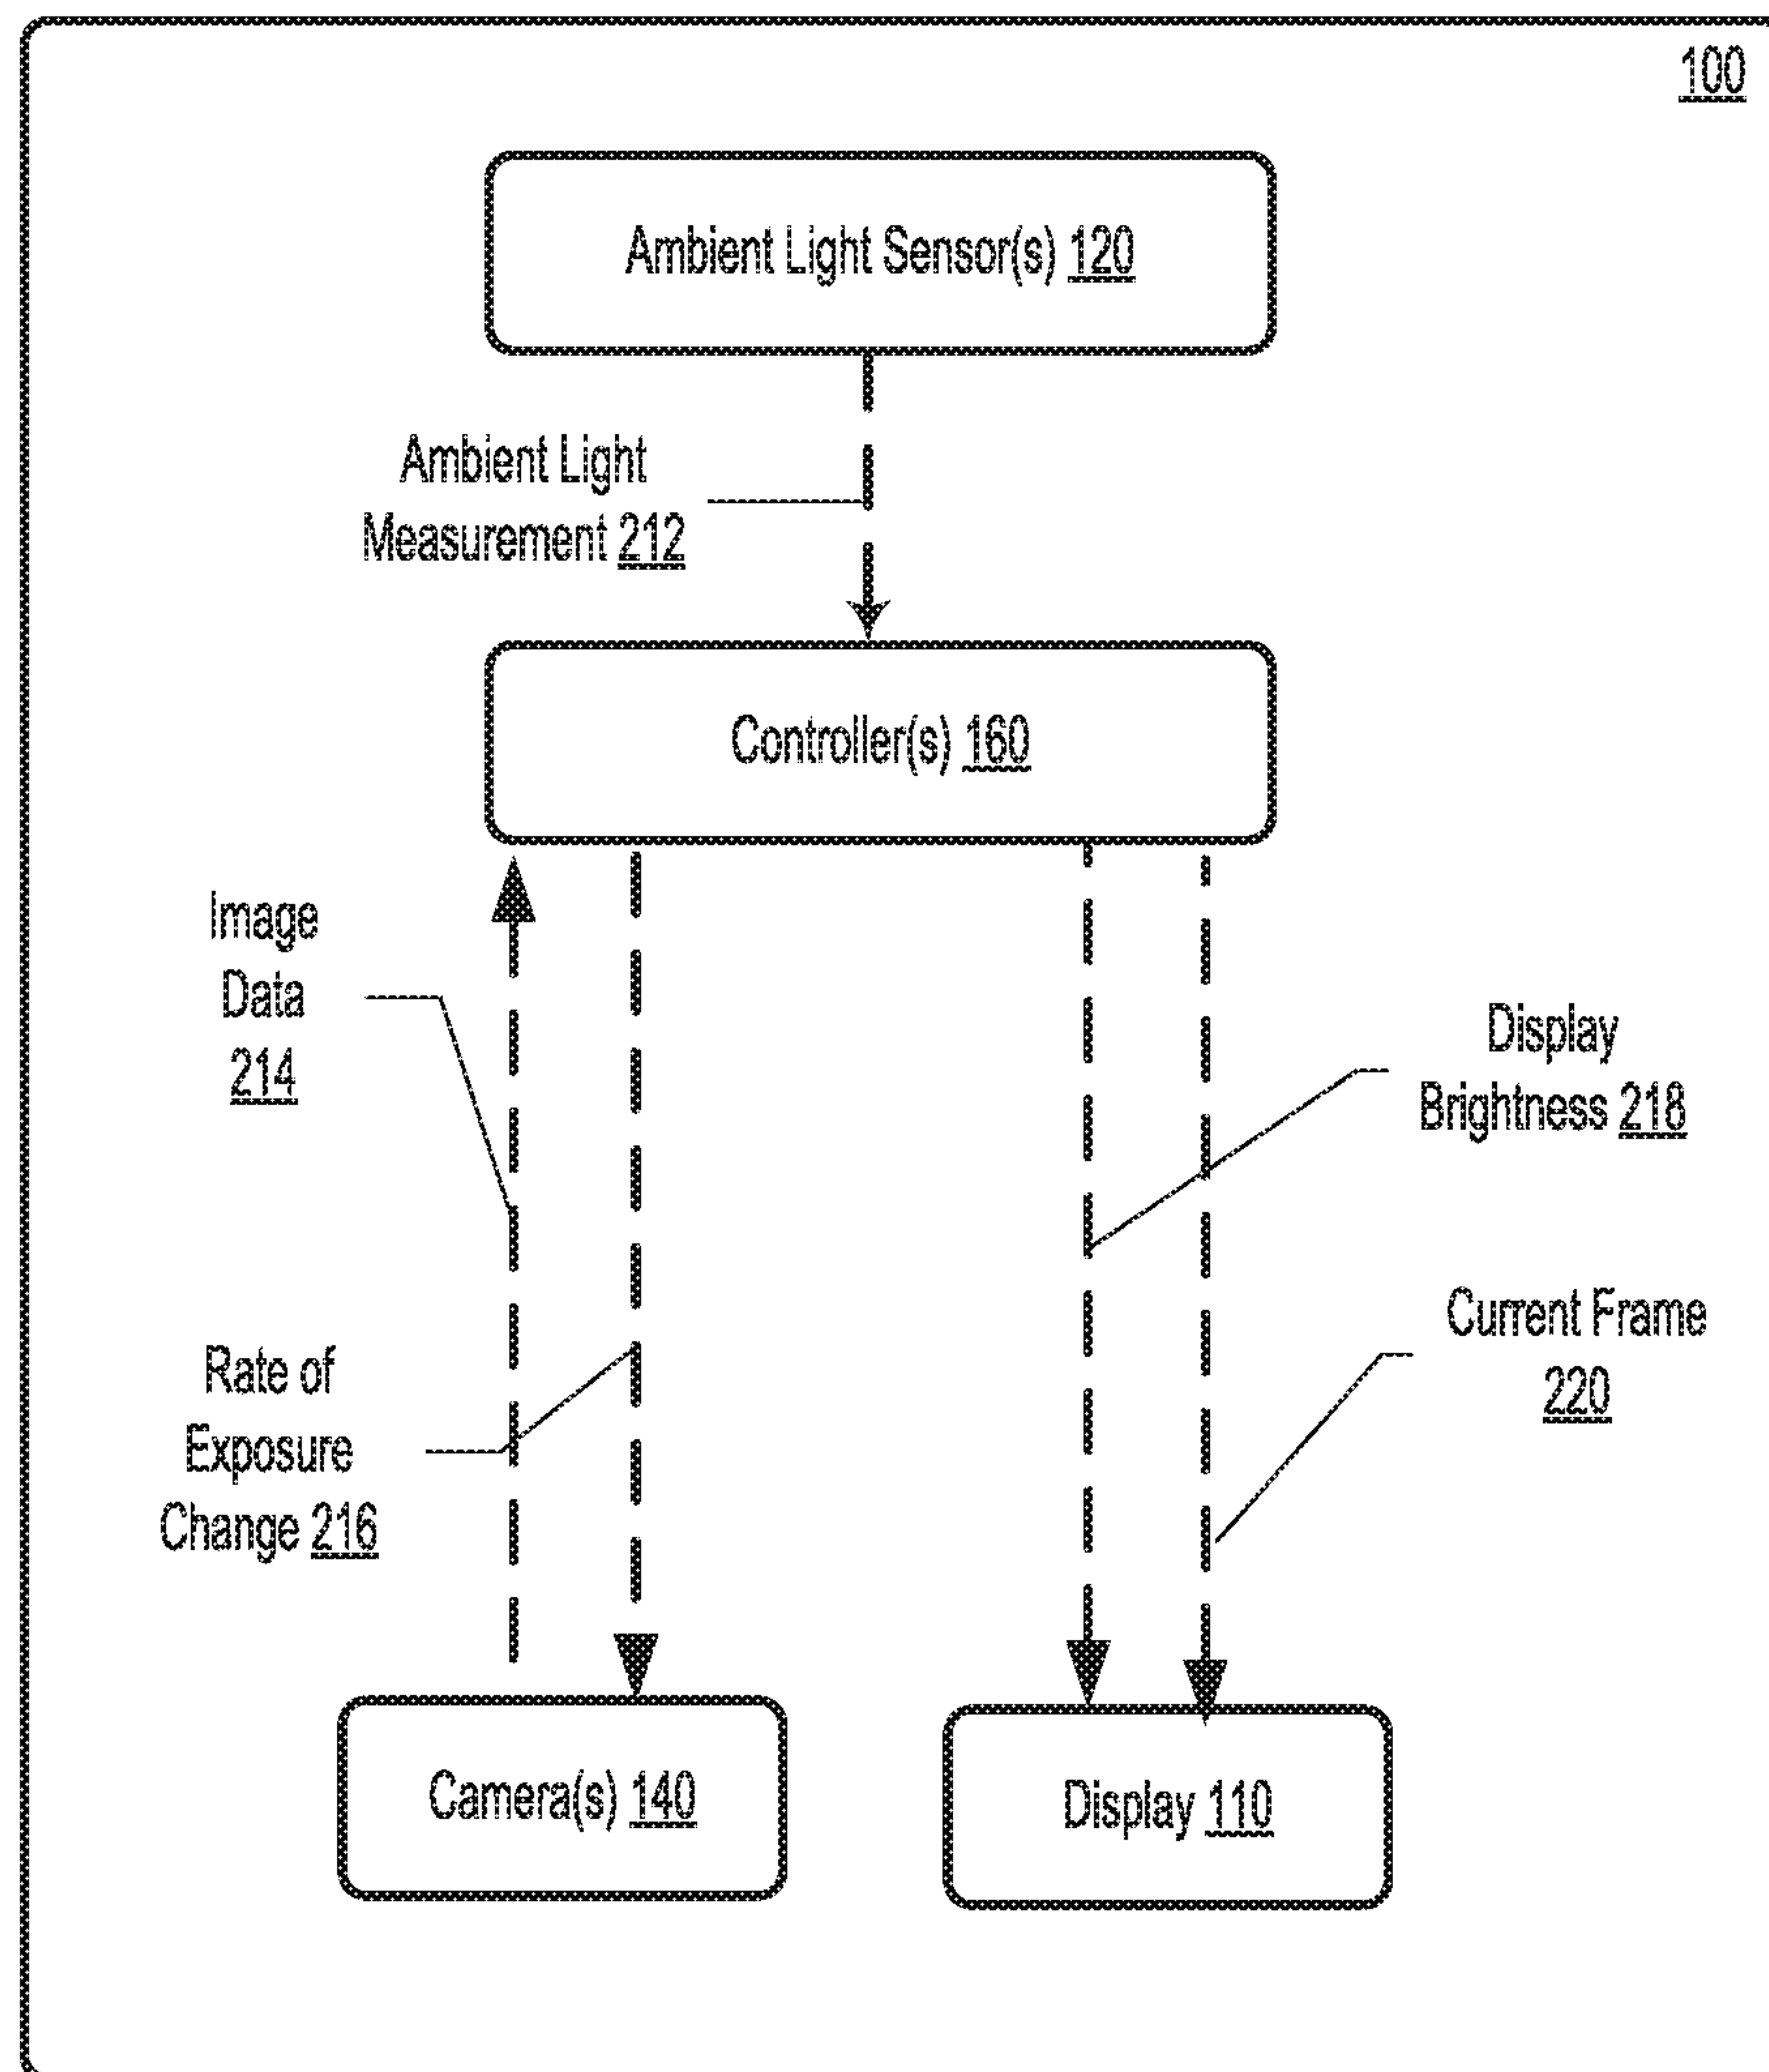 100
Ambient Light Sensor(s) 120
Ambient Light
Measurement 212
Controller(s) 160
Image
Data
214
Display
Brightness 218
Rate of
Exposure
Change 216
Current Frame
220
Camera(s) 140
Display 110